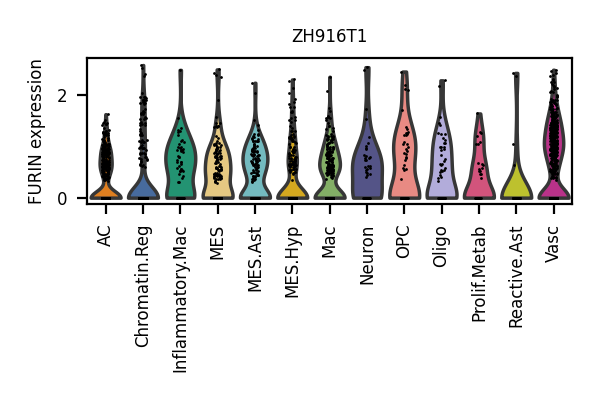 ZH916T1
FURIN expression
2
0
AC
Chromatin.Reg
Inflammatory.Mac
MES
MES.Ast
MES.Hyp
Mac
Neuron
OPC
Oligo
Prolif.Metab
Reactive.Ast
Vasc